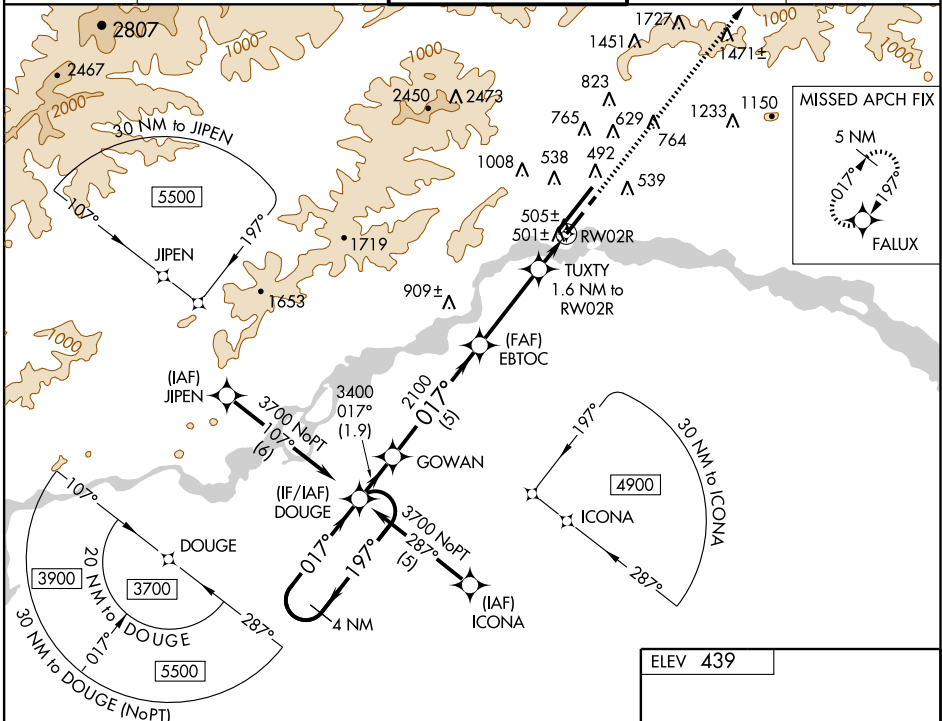 2807
2467
2000
1000
1000
2450
2473
1727
1451
1471±
1000
1000
823
765
629
764
1233
1150
1008
538
492
539
505±
501±
RW02R
MISSED APCH FIX
5 NM
017°
197°
FALUX
30 NM to JIPEN
5500
107°
197°
JIPEN
1719
1653
909±
1000
TUXTY
1.6 NM to
RW02R
(FAF)
EBTOC
(IAF)
JIPEN
3700 NoPT
107°
(6)
3400
017°
(1.9)
2100
017°
(5)
GOWAN
(IF/IAF)
DOUGE
3700 NoPT
287°
(5)
017°
197°
4 NM
(IAF)
ICONA
197°
30 NM to ICONA
4900
ICONA
287°
107°
DOUGE
3900
20 NM to DOUGE
3700
287°
017°
5500
30 NM to DOUGE (NoPT)
ELEV 439